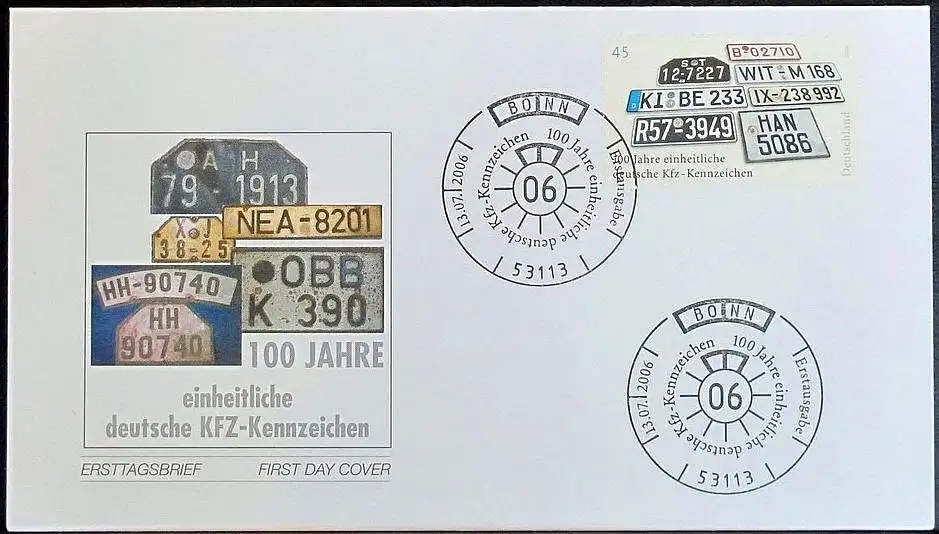 A H
79-1913
X J
38-25
NEA-8201
HH-90740
HH
90740
OBB
K 390
100 JAHRE
einheitliche
deutsche KFZ-Kennzeichen
ERSTTAGSBRIEF FIRST DAY COVER
BONN
13.07.2006
100 Jahre einheitliche deutsche Kfz-Kennzeichen
Erstausgabe
06
53113
45
B-02710
S T
12-7227
WIT-M 168
D
KI BE 233
IX-238 992
R57-3949
HAN
5086
100 Jahre einheitliche
deutsche Kfz-Kennzeichen
Deutschland
BONN
13.07.2006
100 Jahre einheitliche deutsche Kfz-Kennzeichen
Erstausgabe
06
53113